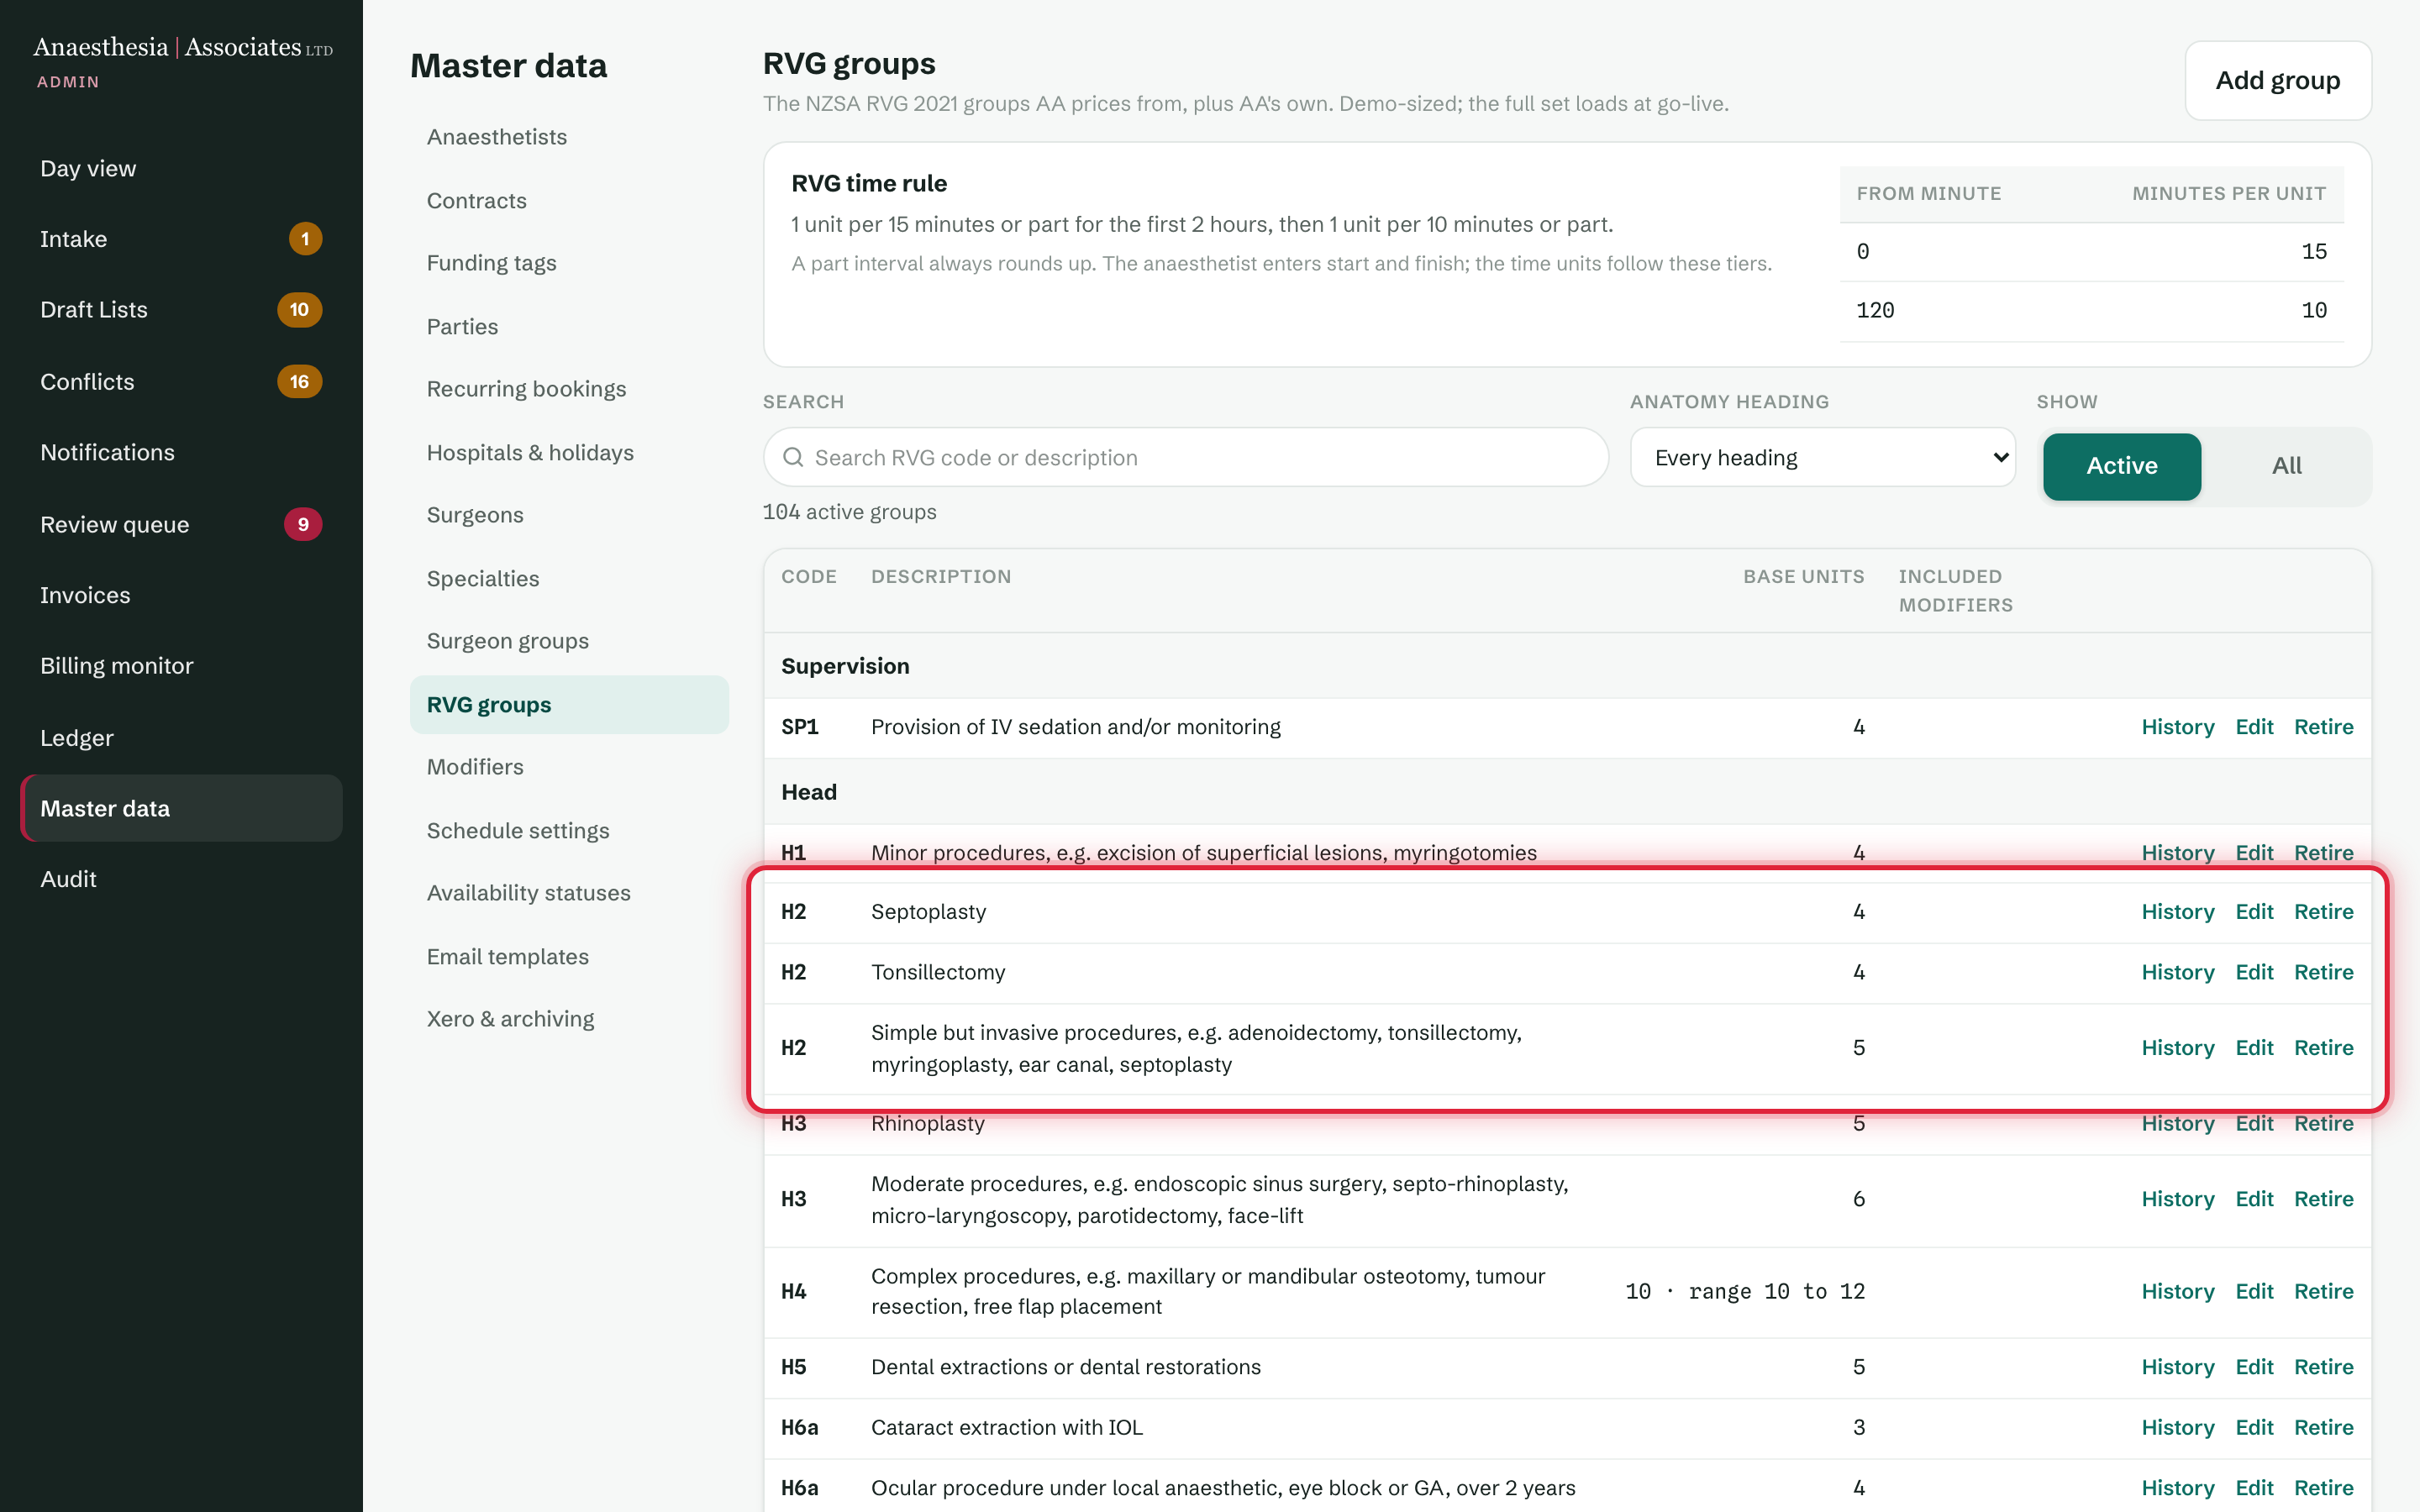 Anaesthesia | Associates LTD
ADMIN
Day view
Intake 1
Draft Lists 10
Conflicts 16
Notifications
Review queue 9
Invoices
Billing monitor
Ledger
Master data
Audit
Master data
Anaesthetists
Contracts
Funding tags
Parties
Recurring bookings
Hospitals & holidays
Surgeons
Specialties
Surgeon groups
RVG groups
Modifiers
Schedule settings
Availability statuses
Email templates
Xero & archiving
RVG groups
The NZSA RVG 2021 groups AA prices from, plus AA's own. Demo-sized; the full set loads at go-live.
Add group
RVG time rule
1 unit per 15 minutes or part for the first 2 hours, then 1 unit per 10 minutes or part.
A part interval always rounds up. The anaesthetist enters start and finish; the time units follow these tiers.
FROM MINUTE MINUTES PER UNIT
0 15
120 10
SEARCH
Search RVG code or description
104 active groups
ANATOMY HEADING
Every heading
SHOW
Active All
CODE DESCRIPTION BASE UNITS INCLUDED
MODIFIERS
Supervision
SP1 Provision of IV sedation and/or monitoring 4 History Edit Retire
Head
H1 Minor procedures, e.g. excision of superficial lesions, myringotomies 4 History Edit Retire
H2 Septoplasty 4 History Edit Retire
H2 Tonsillectomy 4 History Edit Retire
H2 Simple but invasive procedures, e.g. adenoidectomy, tonsillectomy,
myringoplasty, ear canal, septoplasty 5 History Edit Retire
H3 Rhinoplasty 5 History Edit Retire
H3 Moderate procedures, e.g. endoscopic sinus surgery, septo-rhinoplasty,
micro-laryngoscopy, parotidectomy, face-lift 6 History Edit Retire
H4 Complex procedures, e.g. maxillary or mandibular osteotomy, tumour
resection, free flap placement 10 · range 10 to 12 History Edit Retire
H5 Dental extractions or dental restorations 5 History Edit Retire
H6a Cataract extraction with IOL 3 History Edit Retire
H6a Ocular procedure under local anaesthetic, eye block or GA, over 2 years 4 History Edit Retire